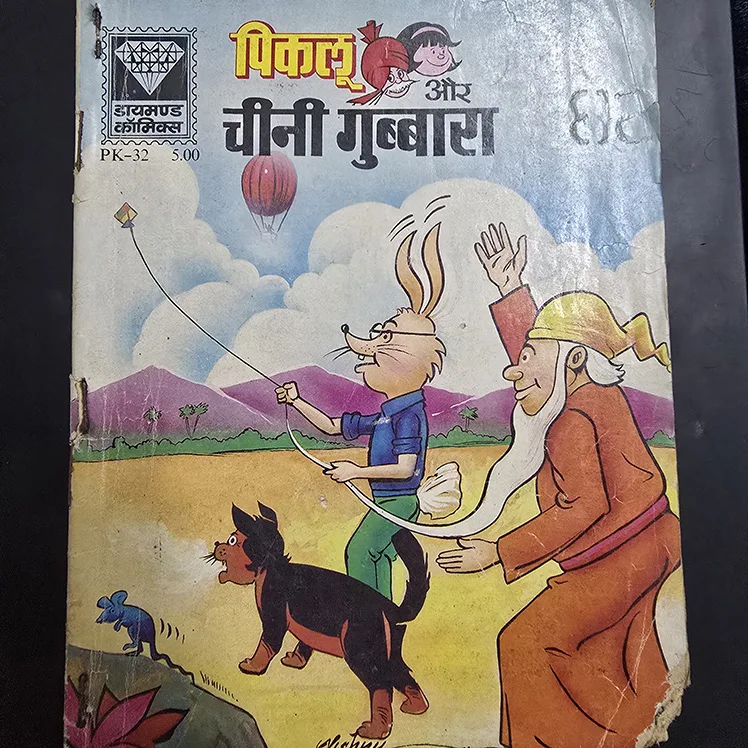 पिकलू
और
चीनी गुब्बारा
डायमण्ड
कॉमिक्स
PK-32 5.00